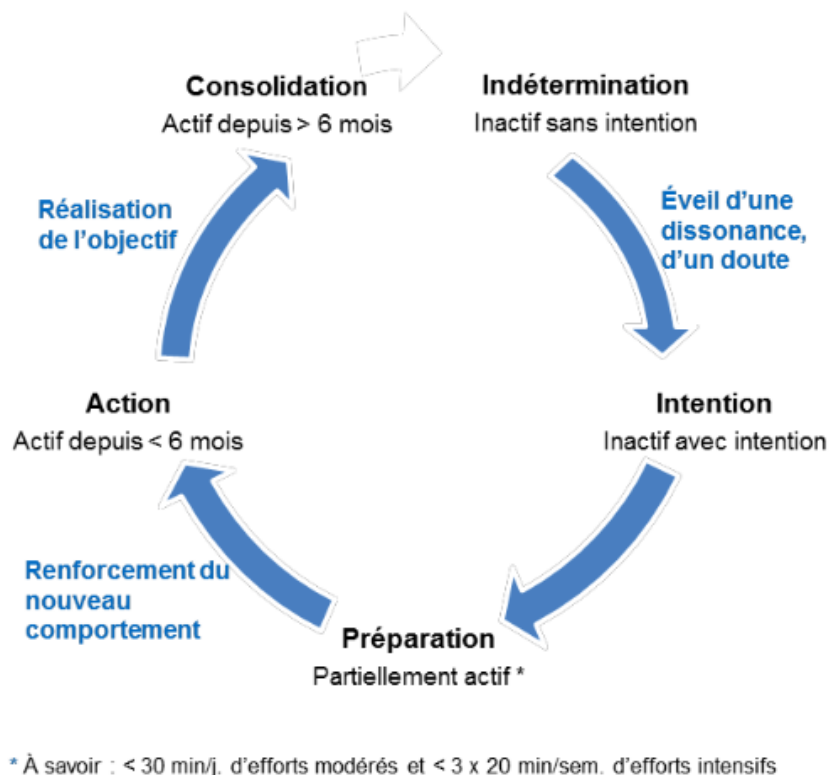 Consolidation
Actif depuis > 6 mois
Indétermination
Inactif sans intention
Réalisation
de l'objectif
Éveil d'une
dissonance,
d'un doute
Action
Actif depuis < 6 mois
Intention
Inactif avec intention
Renforcement du
nouveau
comportement
Préparation
Partiellement actif *
* À savoir : < 30 min/j. d'efforts modérés et < 3 x 20 min/sem. d'efforts intensifs